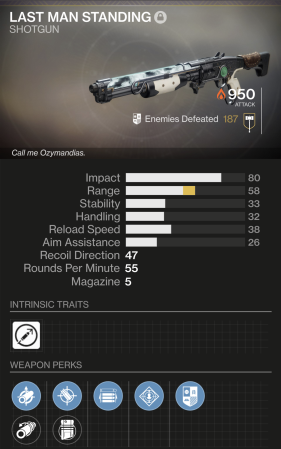 LAST MAN STANDING
SHOTGUN
950
ATTACK
Enemies Defeated 187
Call me Ozymandias.
Impact 80
Range 58
Stability 33
Handling 32
Reload Speed 38
Aim Assistance 26
Recoil Direction 47
Rounds Per Minute 55
Magazine 5
INTRINSIC TRAITS
WEAPON PERKS